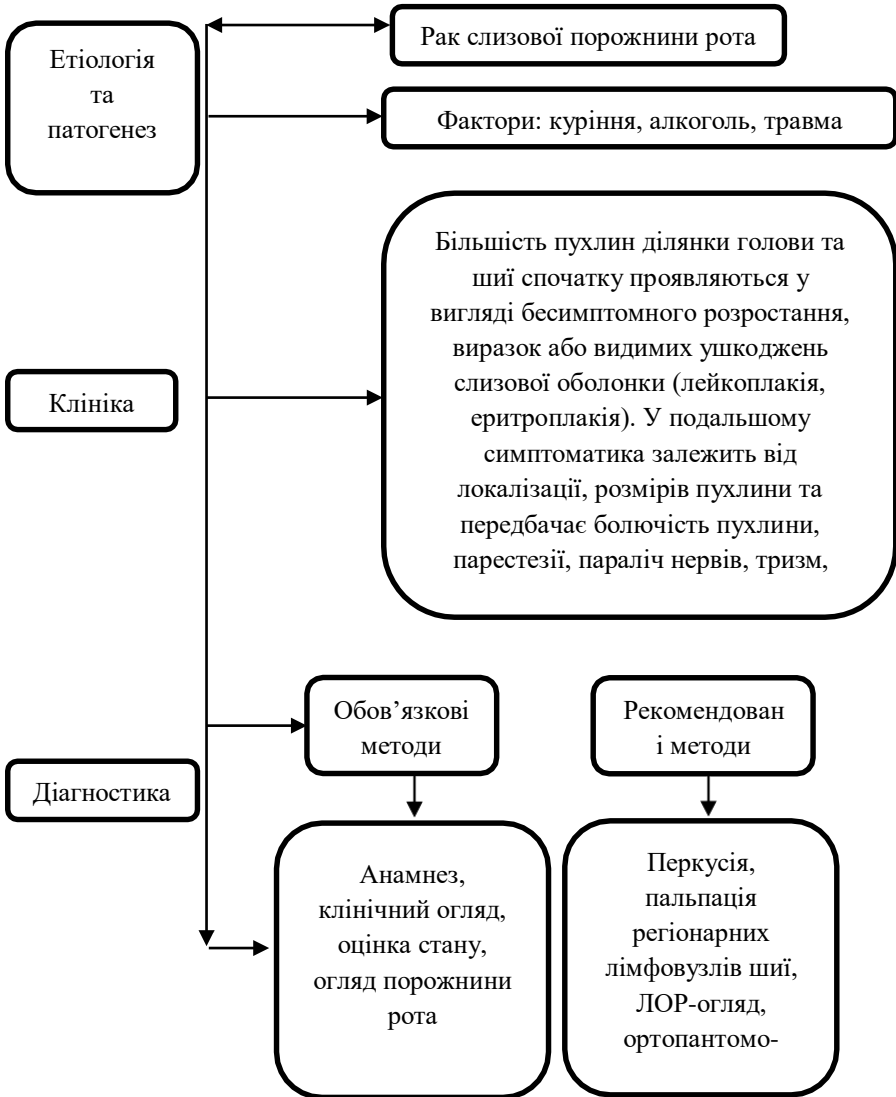 Етіологія
та
патогенез
Рак слизової порожнини рота
Фактори: куріння, алкоголь, травма
Більшість пухлин ділянки голови та
шиї спочатку проявляються у
вигляді бесимптомного розростання,
виразок або видимих ушкоджень
слизової оболонки (лейкоплакія,
еритроплакія). У подальшому
симптоматика залежить від
локалізації, розмірів пухлини та
передбачає болючість пухлини,
парестезії, параліч нервів, тризм,
Клініка
Обов’язкові
методи
Рекомендован
і методи
Діагностика
Анамнез,
клінічний огляд,
оцінка стану,
огляд порожнини
рота
Перкусія,
пальпація
регіонарних
лімфовузлів шиї,
ЛОР-огляд,
ортопантомо-